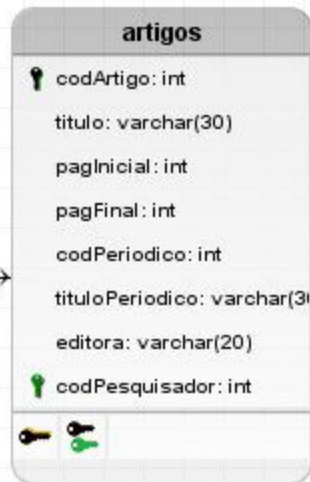 artigos
codArtigo: int
titulo: varchar(30)
pagInicial: int
pagFinal: int
codPeriodico: int
tituloPeriodico: varchar(3
editora: varchar(20)
codPesquisador: int